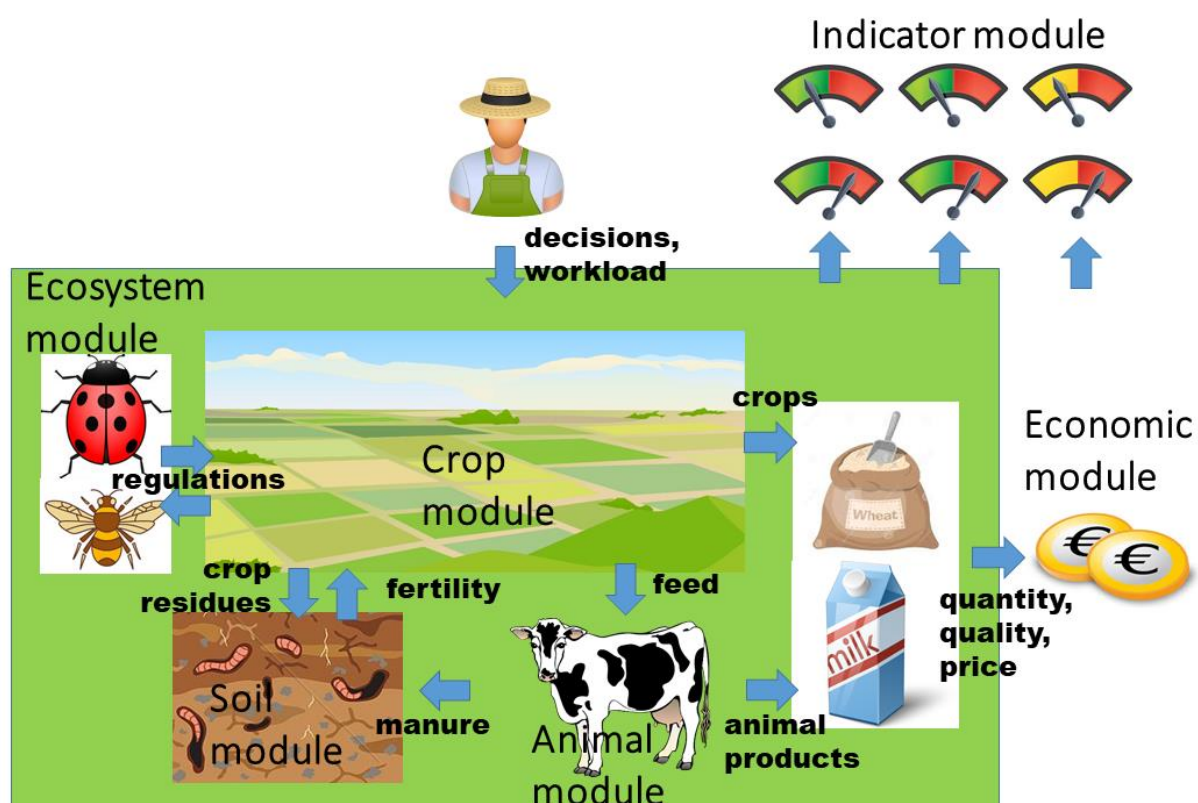 Indicator module
decisions,
workload
Ecosystem
module
regulations
Crop
module
crops
Wheat
Economic
module
€
€
crop
residues
fertility
feed
milk
quantity,
quality,
price
Soil
module
manure
Animal
module
animal
products